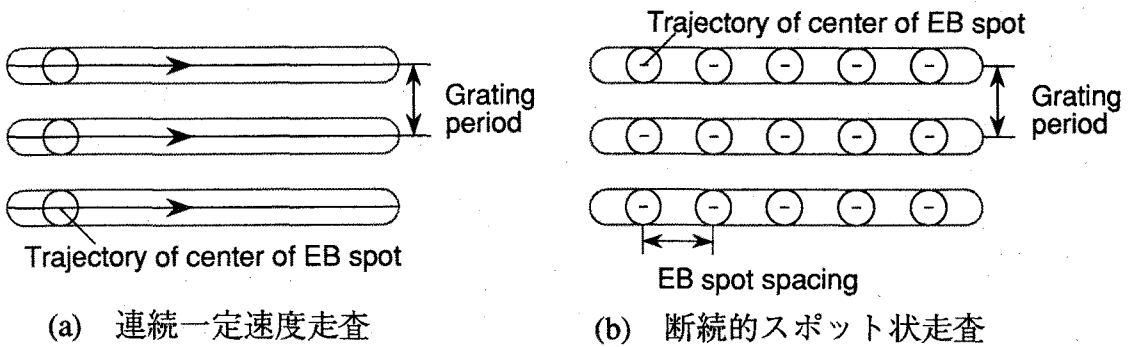 Grating
period
Trajectory of center of EB spot
(a) 連続一定速度走査
Trajectory of center of EB spot
Grating
period
EB spot spacing
(b) 断続的スポット状走査